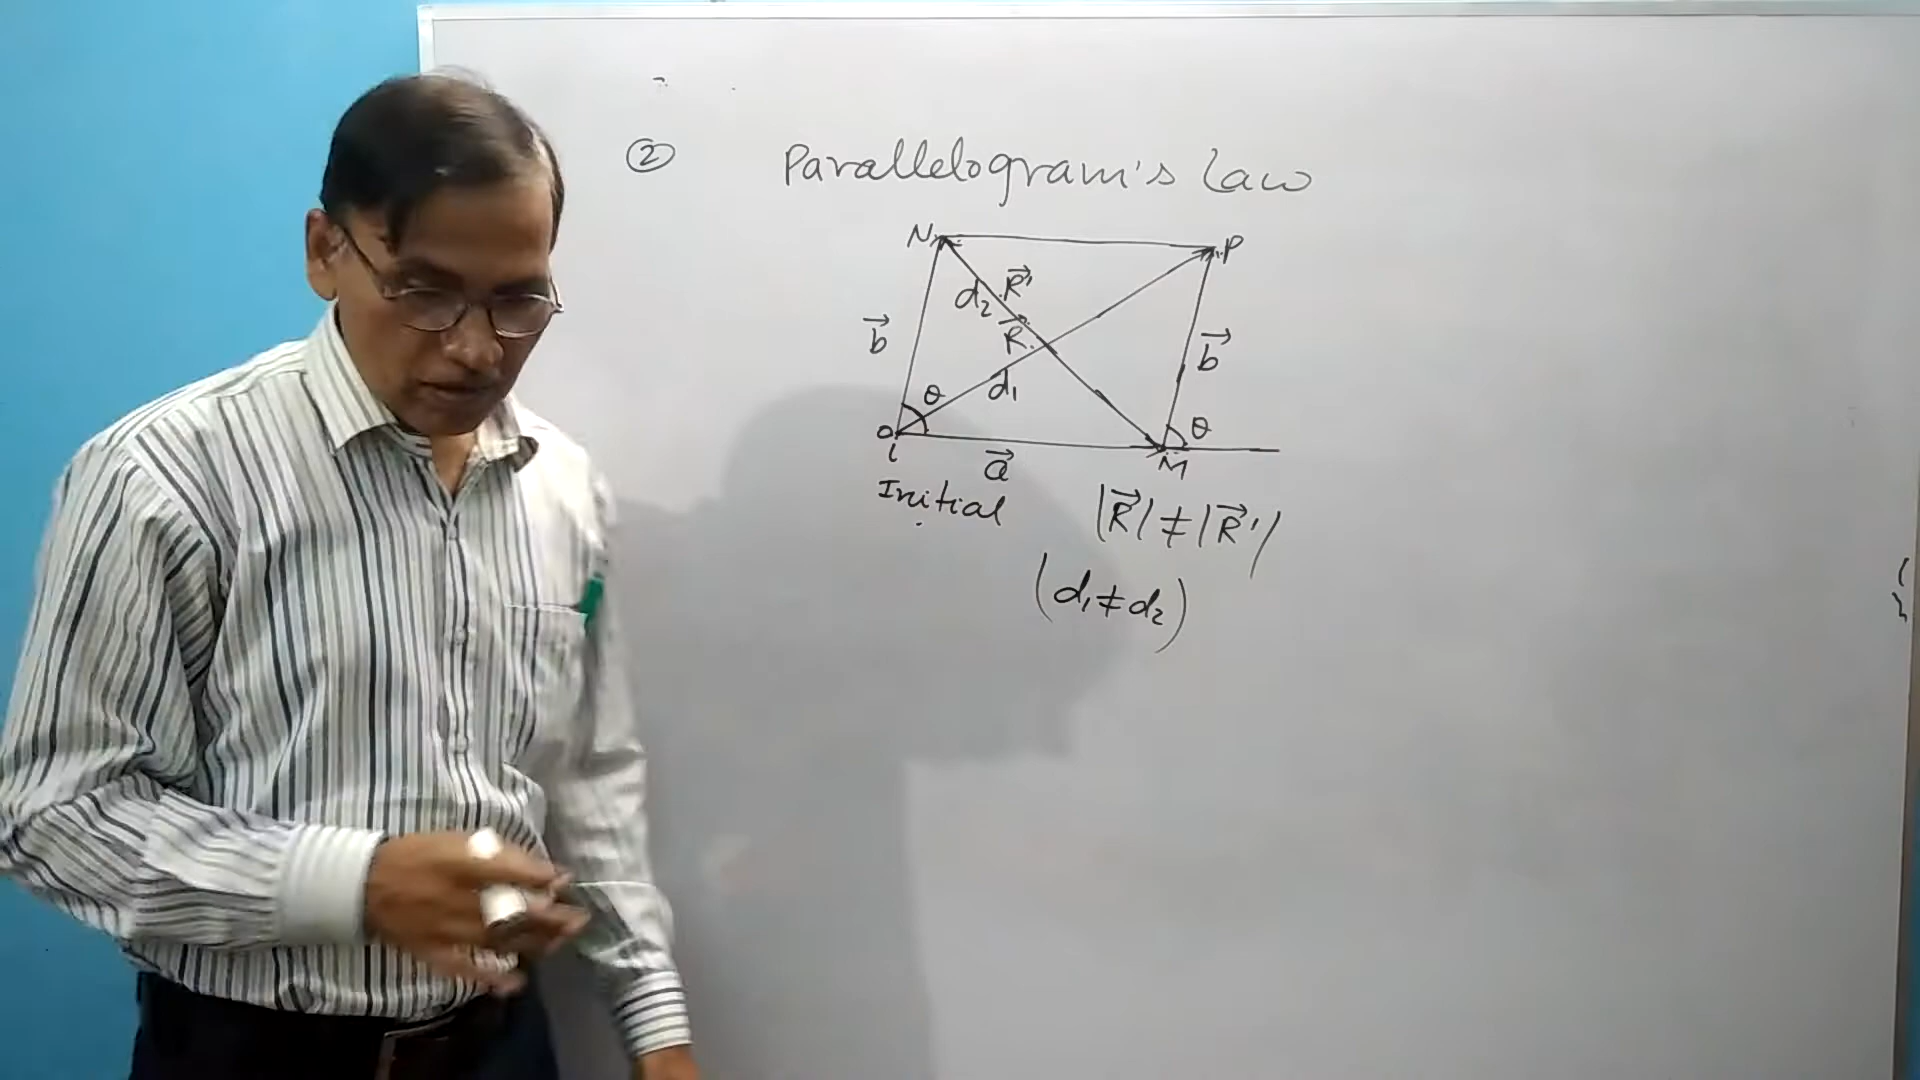 ② Parallelogram's Law
N P
d₂ R⃗'
b⃗ R⃗ b⃗
θ d₁
O θ
a⃗ M
Initial |R⃗| ≠ |R⃗'|
(d₁ ≠ d₂)